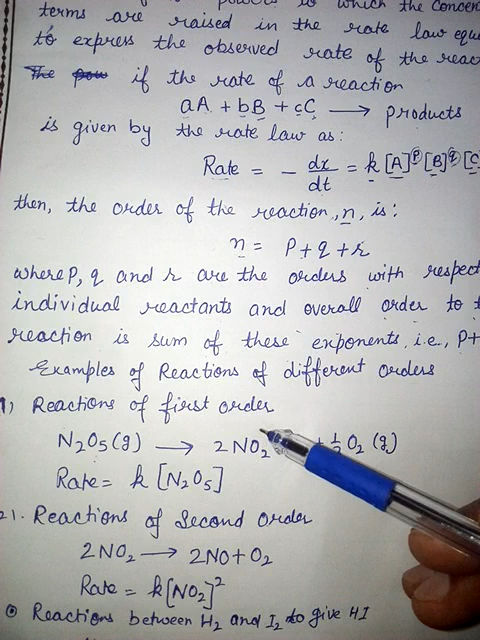 powers to which the concen
terms are raised in the rate law equ
to express the observed rate of the reac
The pow if the rate of a reaction
aA + bB + cC ⟶ products
is given by the rate law as:
Rate = - dx/dt = k [A]^p [B]^q [C
then, the order of the reaction, n, is:
n = p + q + r
where P, q and r are the orders with respect
individual reactants and overall order to t
reaction is sum of these exponents, i.e., P+
Examples of Reactions of different Orders
1) Reactions of first order
N₂O₅(g) ⟶ 2NO₂ + ½ O₂ (g)
Rate = k [N₂O₅]
2). Reactions of Second Order
2NO₂ ⟶ 2NO + O₂
Rate = k[NO₂]²
Reactions between H₂ and I₂ to give HI